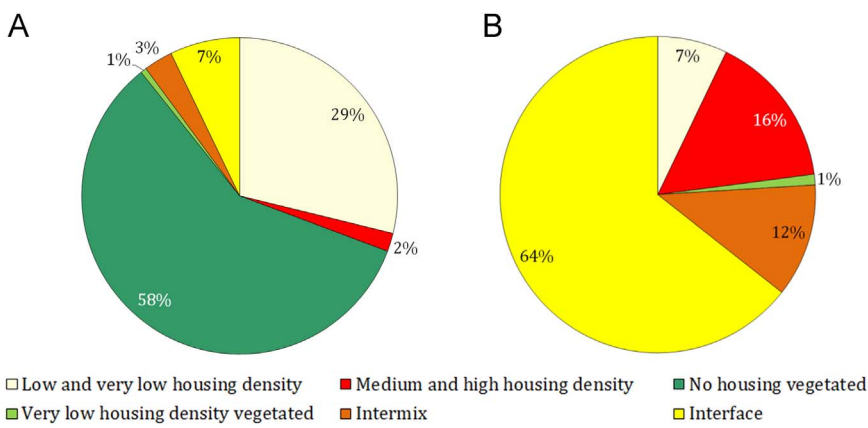 A
B
3%
1%
7%
29%
2%
58%
7%
16%
1%
12%
64%
Low and very low housing density
Medium and high housing density
No housing vegetated
Very low housing density vegetated
Intermix
Interface